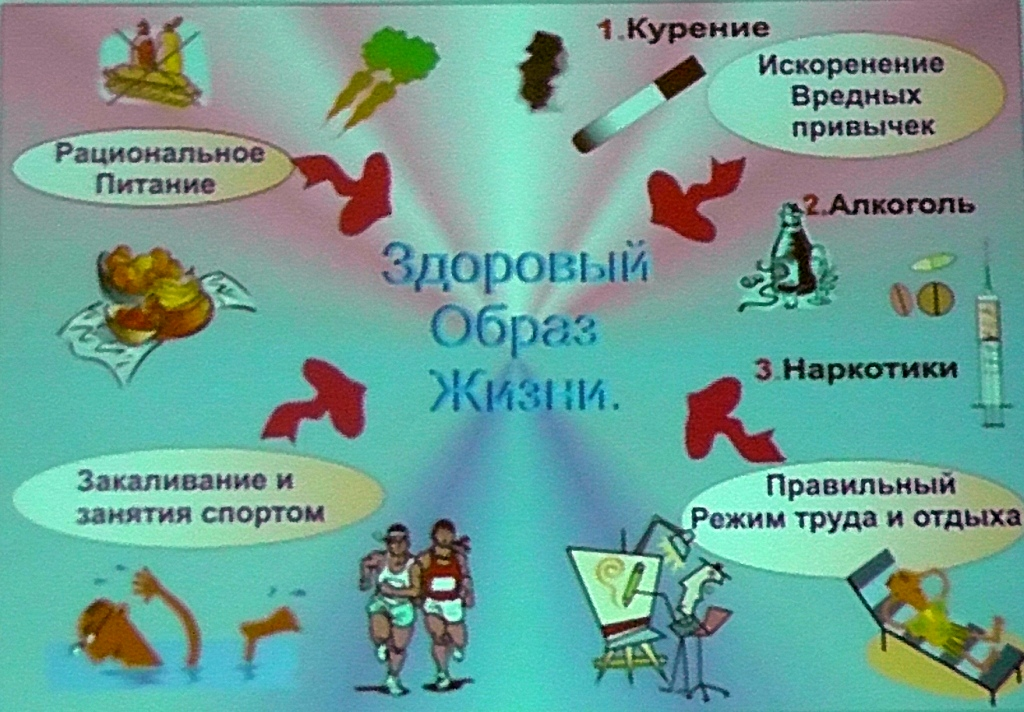 1.Курение
Искоренение
Вредных
привычек
Рациональное
Питание
2.Алкоголь
Здоровый
Образ
Жизни.
3.Наркотики
Закаливание и
занятия спортом
Правильный
Режим труда и отдыха